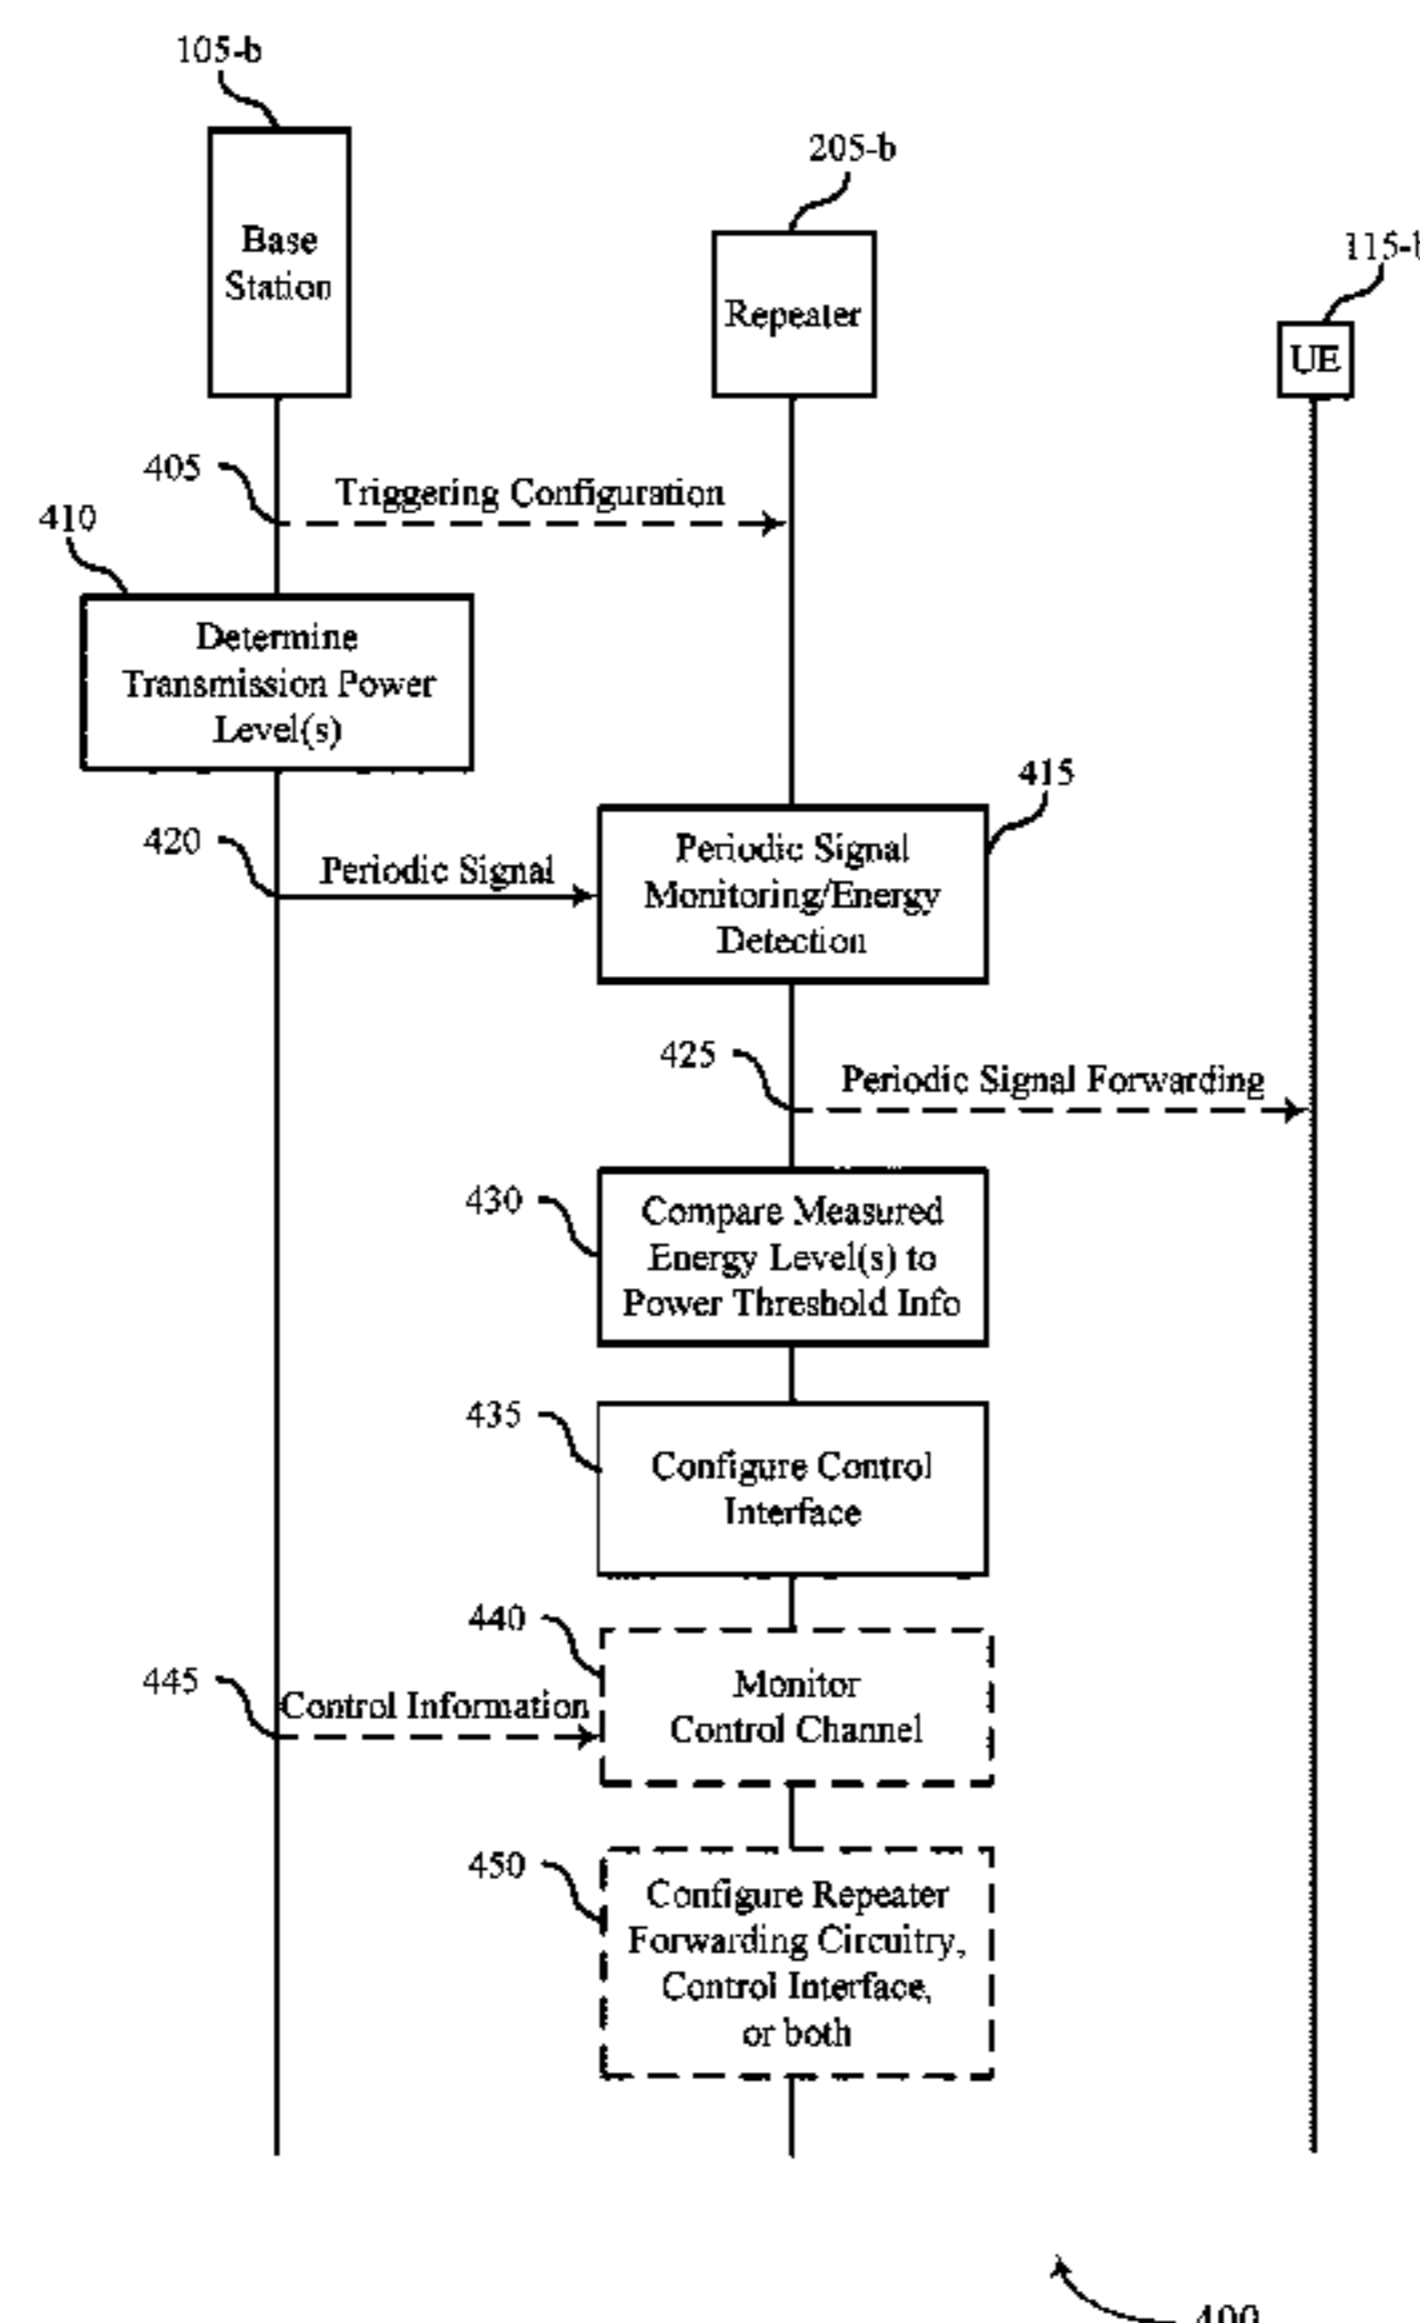 105-b
205-b
115-b
Base
Station
Repeater
UE
405
Triggering Configuration
410
Determine
Transmission Power
Level(s)
415
420
Periodic Signal
Periodic Signal
Monitoring/Energy
Detection
425
Periodic Signal Forwarding
430
Compare Measured
Energy Level(s) to
Power Threshold Info
435
Configure Control
Interface
440
445
Control Information
Monitor
Control Channel
450
Configure Repeater
Forwarding Circuitry,
Control Interface,
or both
400